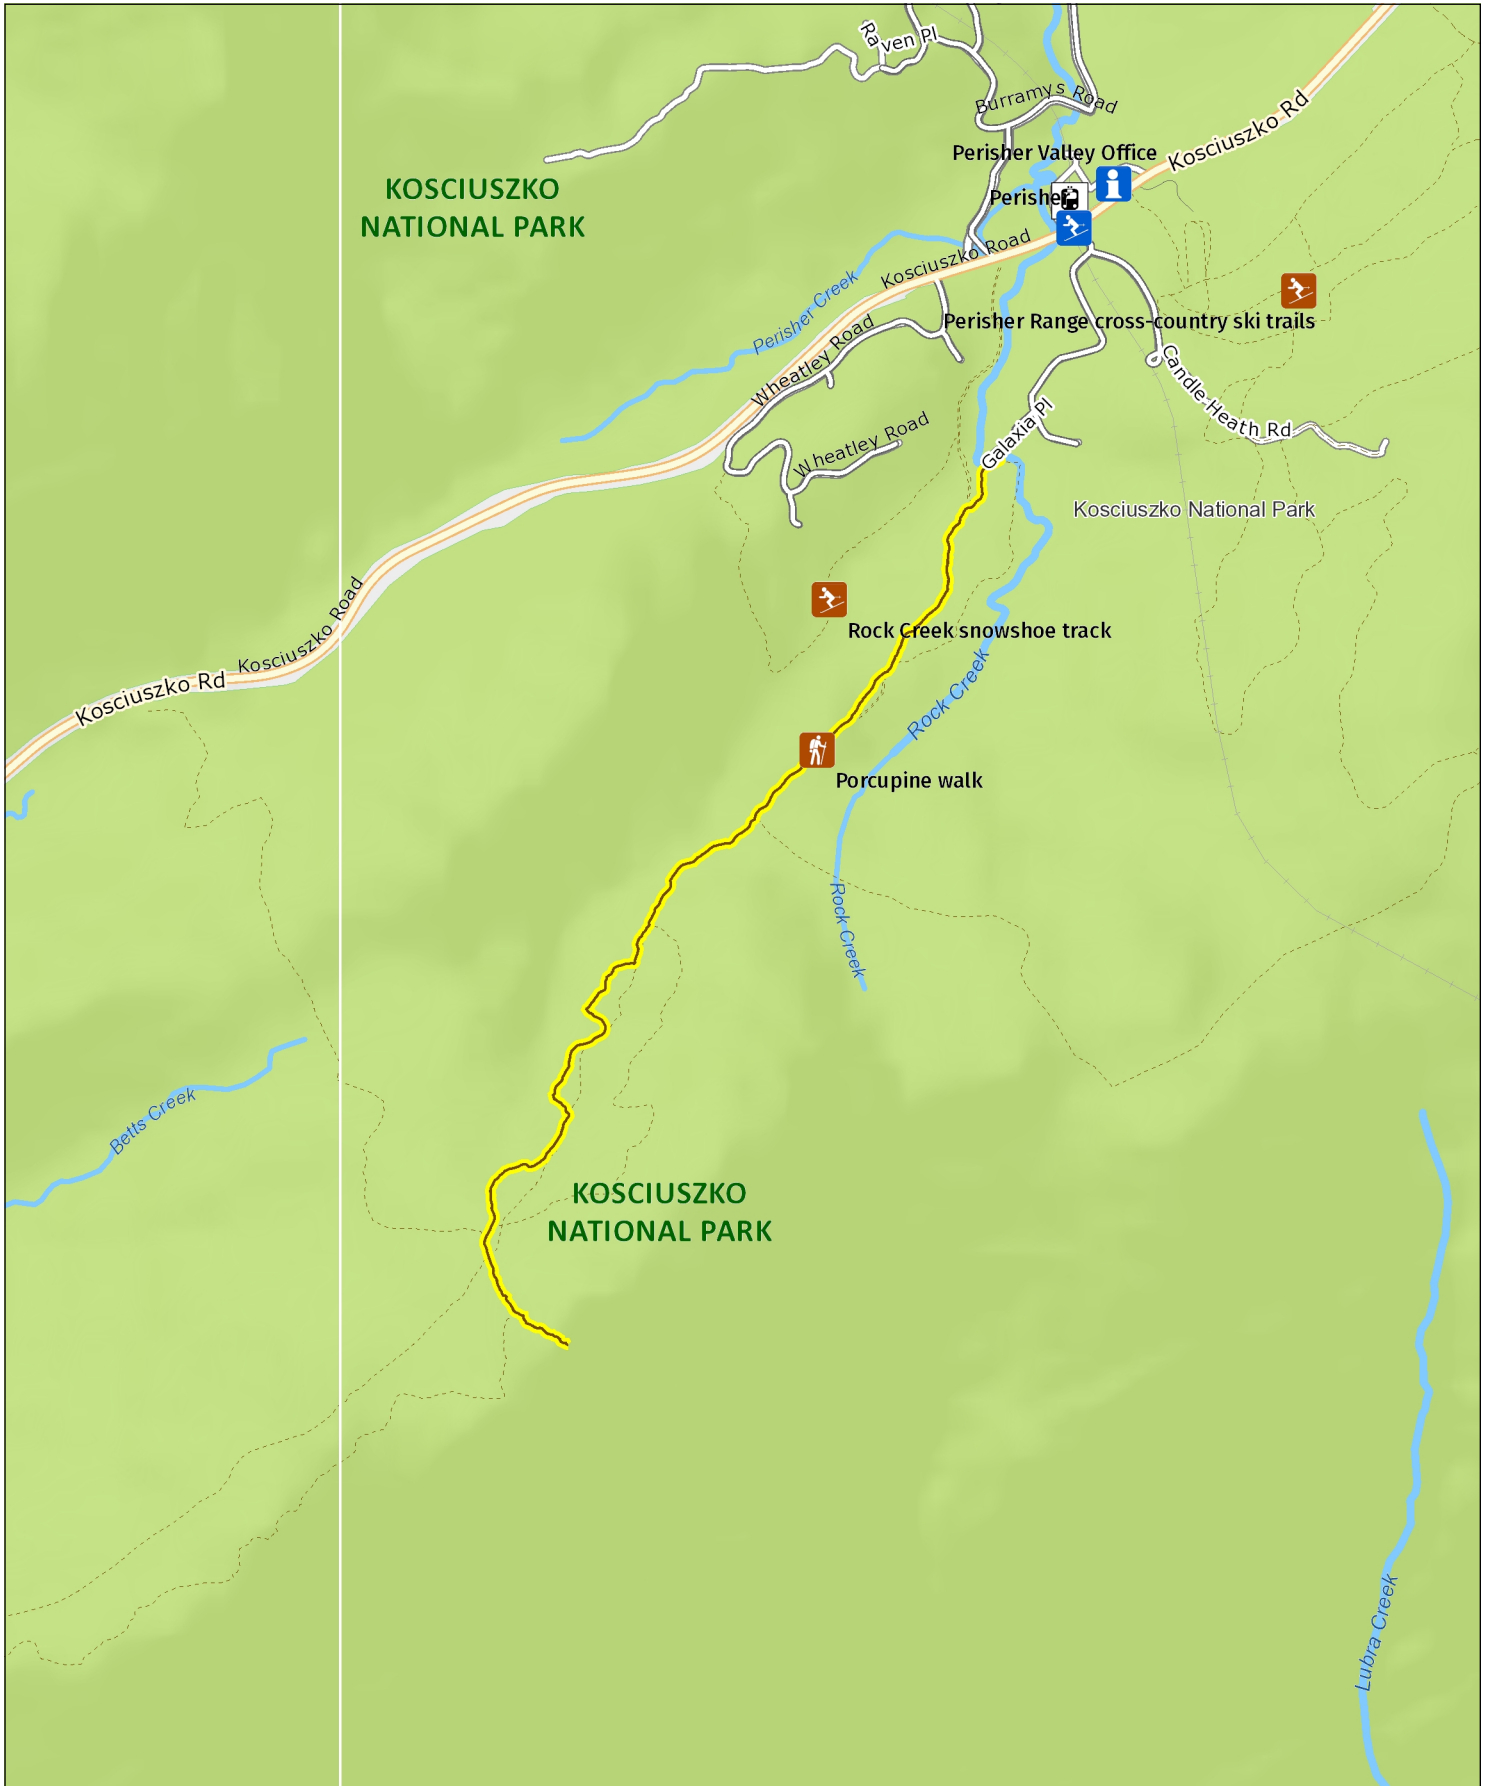 Raven Pl
Burramys Road
Kosciuszko Rd
Perisher Valley Office
KOSCIUSZKO
NATIONAL PARK
Perisher
Kosciuszko Road
Perisher Creek
Perisher Range cross-country ski trails
Wheatley Road
Candle Heath Rd
Galaxia Pl
Wheatley Road
Kosciuszko National Park
Kosciuszko Road
Rock Creek snowshoe track
Kosciuszko Rd
Rock Creek
Porcupine walk
Rock Creek
Betts Creek
KOSCIUSZKO
NATIONAL PARK
Lubra Creek